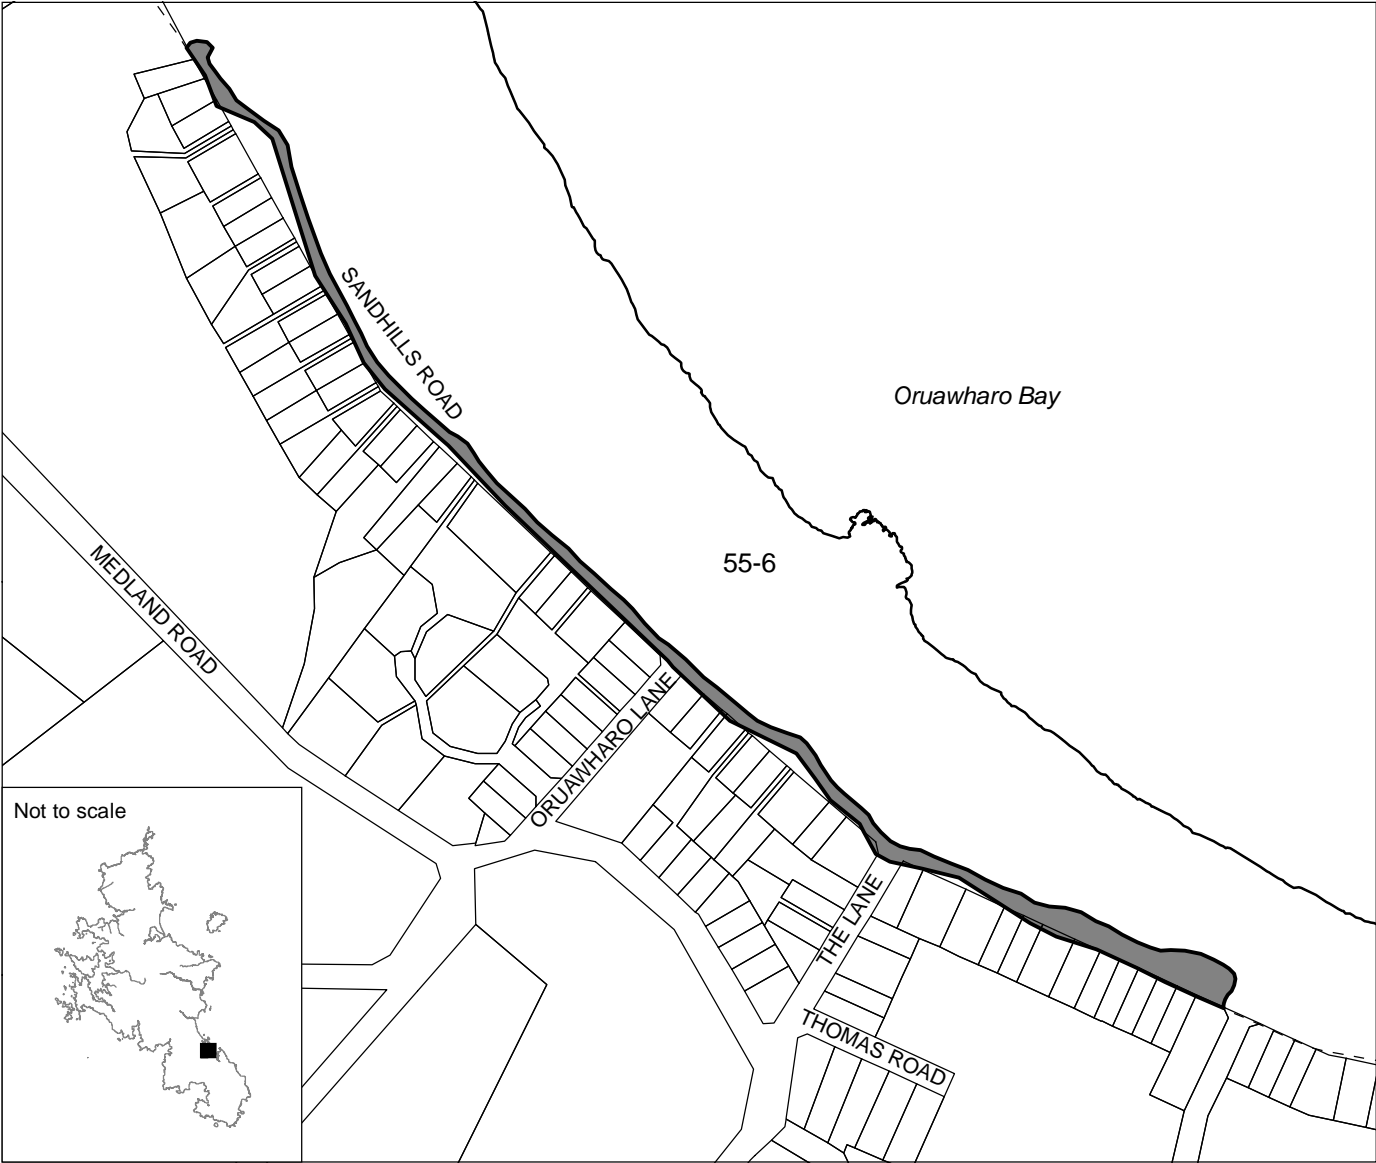 SANDHILLS ROAD
Oruawharo Bay
55-6
MEDLAND ROAD
ORUAWHARO LANE
Not to scale
THE LANE
THOMAS ROAD